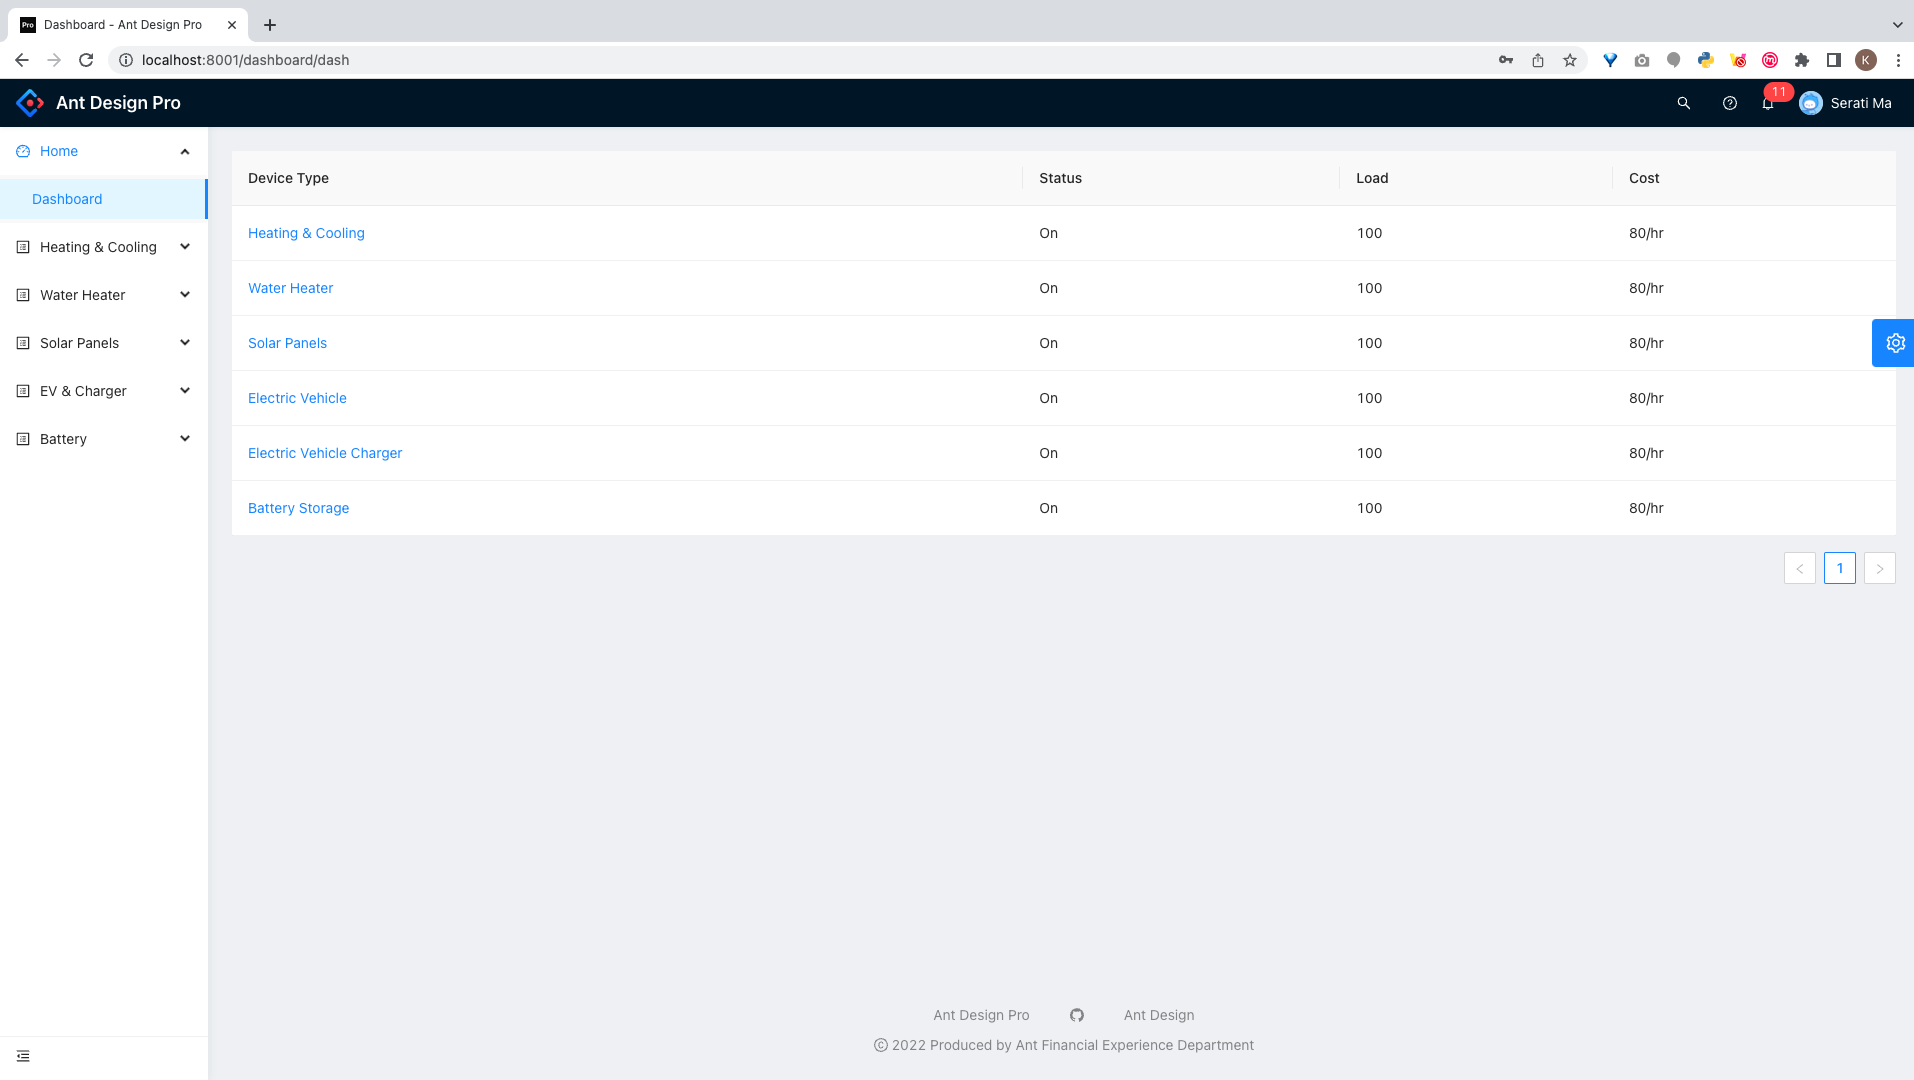 Pro Dashboard - Ant Design Pro
localhost:8001/dashboard/dash
K
Ant Design Pro
11
Serati Ma
Home
Dashboard
Heating & Cooling
Water Heater
Solar Panels
EV & Charger
Battery
Device Type Status Load Cost
Heating & Cooling On 100 80/hr
Water Heater On 100 80/hr
Solar Panels On 100 80/hr
Electric Vehicle On 100 80/hr
Electric Vehicle Charger On 100 80/hr
Battery Storage On 100 80/hr
< 1 >
Ant Design Pro Ant Design
© 2022 Produced by Ant Financial Experience Department